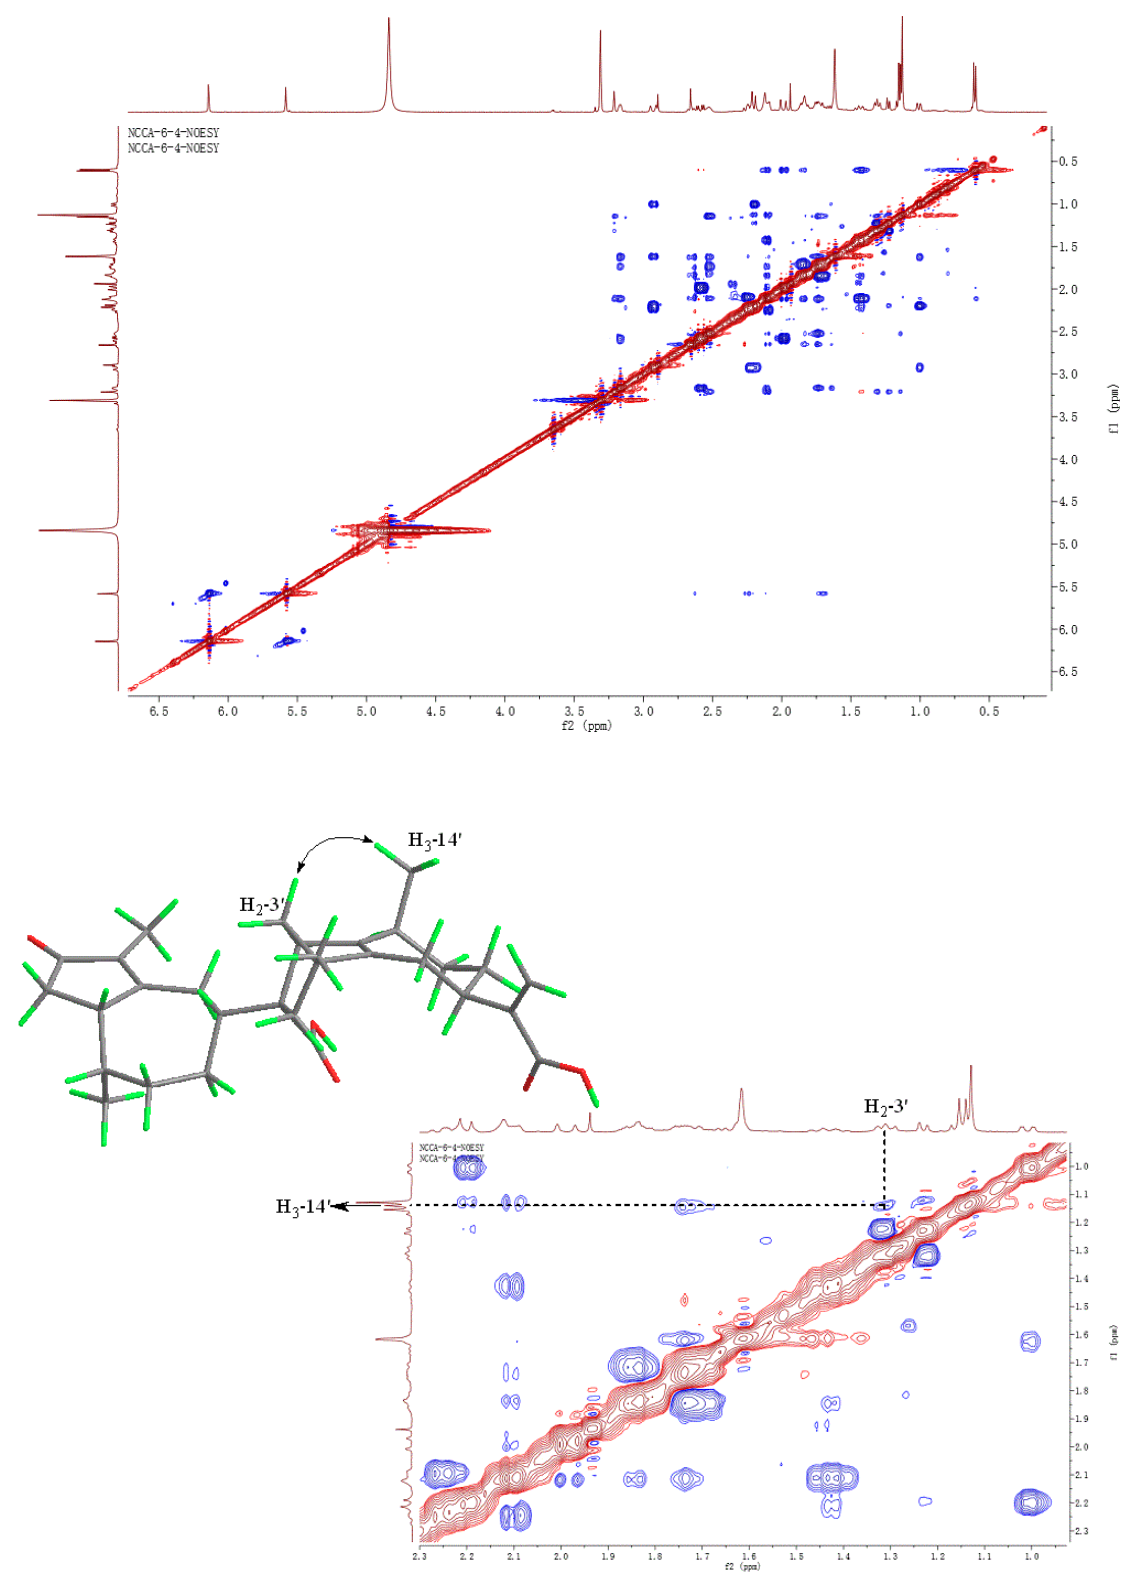 NCCA-6-4-NOESY
NCCA-6-4-NOESY
0.5
1.0
1.5
2.0
2.5
3.0
3.5
4.0
4.5
5.0
5.5
6.0
6.5
f1 (ppm)
6.5 6.0 5.5 5.0 4.5 4.0 3.5 3.0 2.5 2.0 1.5 1.0 0.5
f2 (ppm)
H3-14'
H2-3'
H2-3'
NCCA-6-4-NOESY
NCCA-6-4-NOESY
H3-14'
1.0
1.1
1.2
1.3
1.4
1.5
1.6
1.7
1.8
1.9
2.0
2.1
2.2
2.3
f1 (ppm)
2.3 2.2 2.1 2.0 1.9 1.8 1.7 1.6 1.5 1.4 1.3 1.2 1.1 1.0
f2 (ppm)